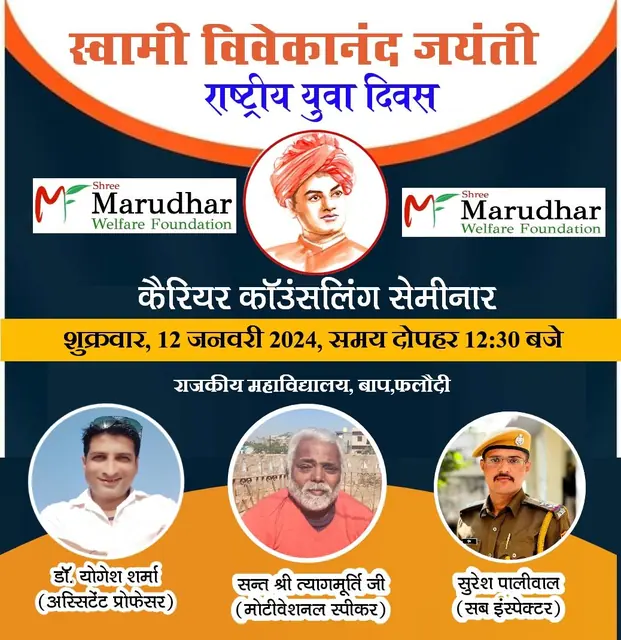 स्वामी विवेकानंद जयंती
राष्ट्रीय युवा दिवस
Shree
Marudhar
Welfare Foundation
Shree
Marudhar
Welfare Foundation
कैरियर कॉउंसलिंग सेमीनार
शुक्रवार, 12 जनवरी 2024, समय दोपहर 12:30 बजे
राजकीय महाविद्यालय, बाप,फलौदी
डॉ. योगेश शर्मा
(अस्सिटेंट प्रोफेसर)
सन्त श्री त्यागमूर्ति जी
(मोटीवेशनल स्पीकर)
सुरेश पालीवाल
(सब इंस्पेक्टर)